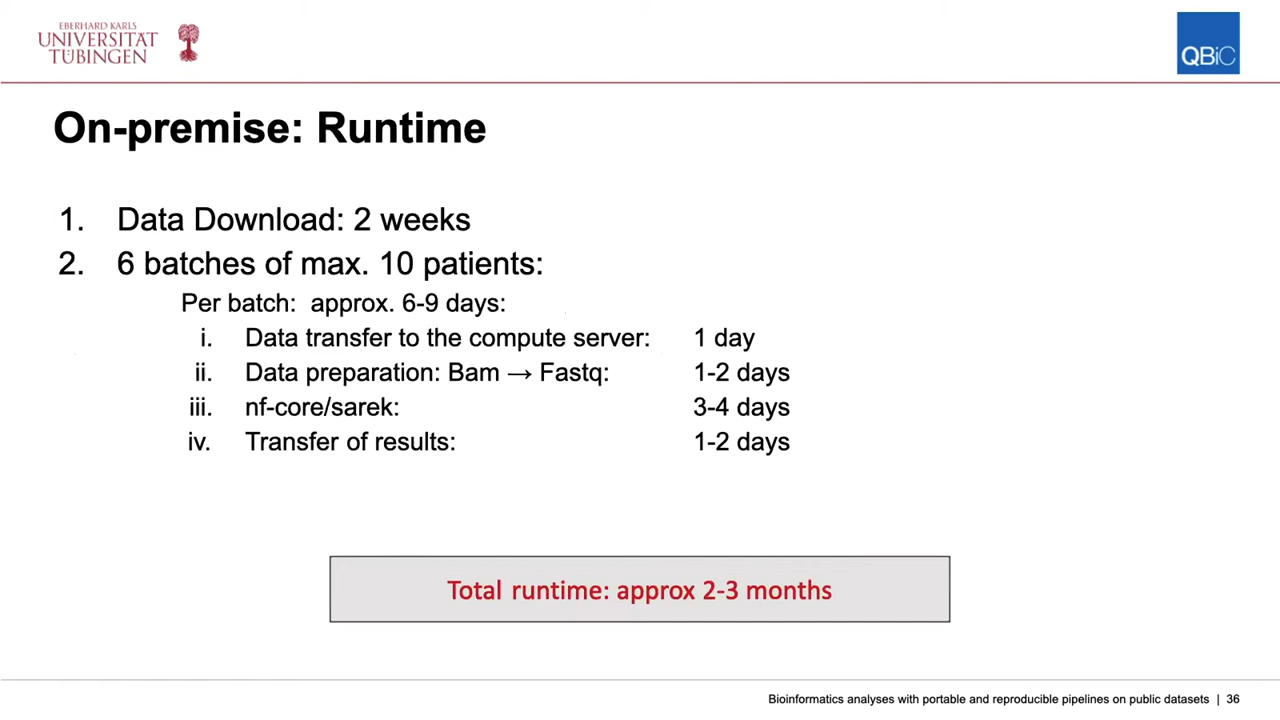 EBERHARD KARLS
UNIVERSITÄT
TÜBINGEN
QBiC
On-premise: Runtime
1. Data Download: 2 weeks
2. 6 batches of max. 10 patients:
Per batch: approx. 6-9 days:
i. Data transfer to the compute server: 1 day
ii. Data preparation: Bam → Fastq: 1-2 days
iii. nf-core/sarek: 3-4 days
iv. Transfer of results: 1-2 days
Total runtime: approx 2-3 months
Bioinformatics analyses with portable and reproducible pipelines on public datasets | 36